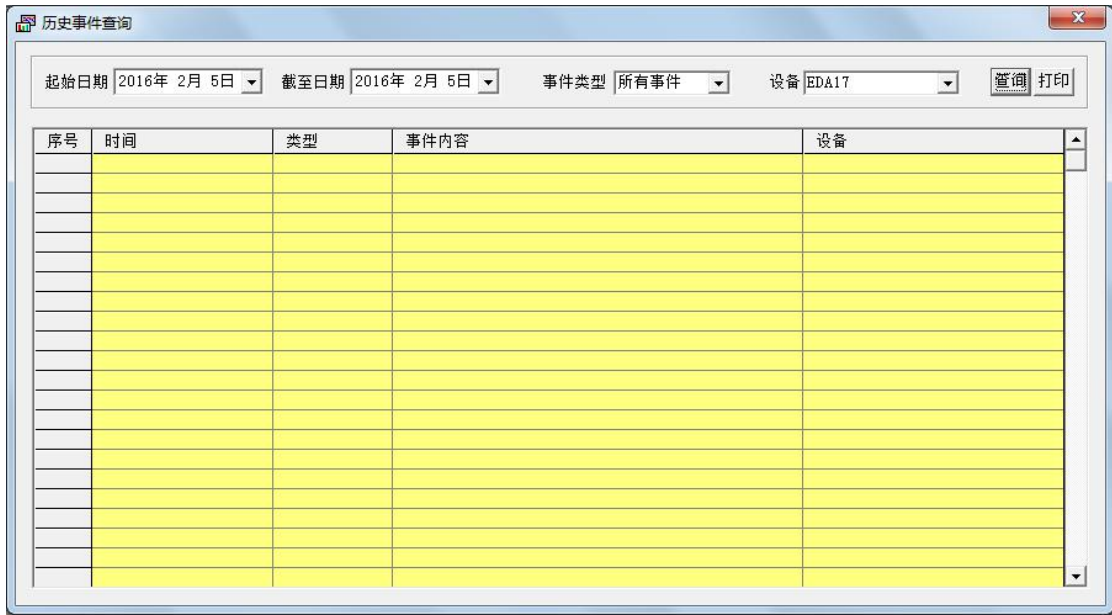 历史事件查询
起始日期 2016年 2月 5日 截至日期 2016年 2月 5日 事件类型 所有事件 设备 EDA17 查询 打印
序号 时间 类型 事件内容 设备